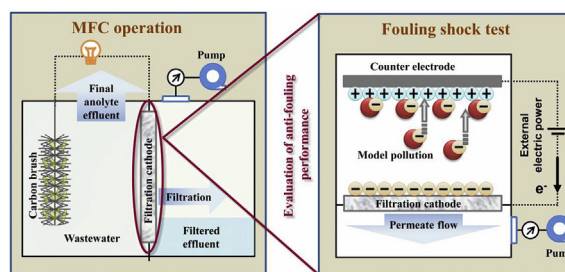 MFC operation
Pump
Final
anolyte
effluent
Carbon brush
Filtration cathode
Filtration
Wastewater
Filtered
effluent
Evaluation of anti-fouling
performance
Fouling shock test
Counter electrode
+ + + + + + + + +
- - - - -
- -
Model pollution
External
electric power
e-
- - - - - - - - - -
Filtration cathode
Permeate flow
Pump